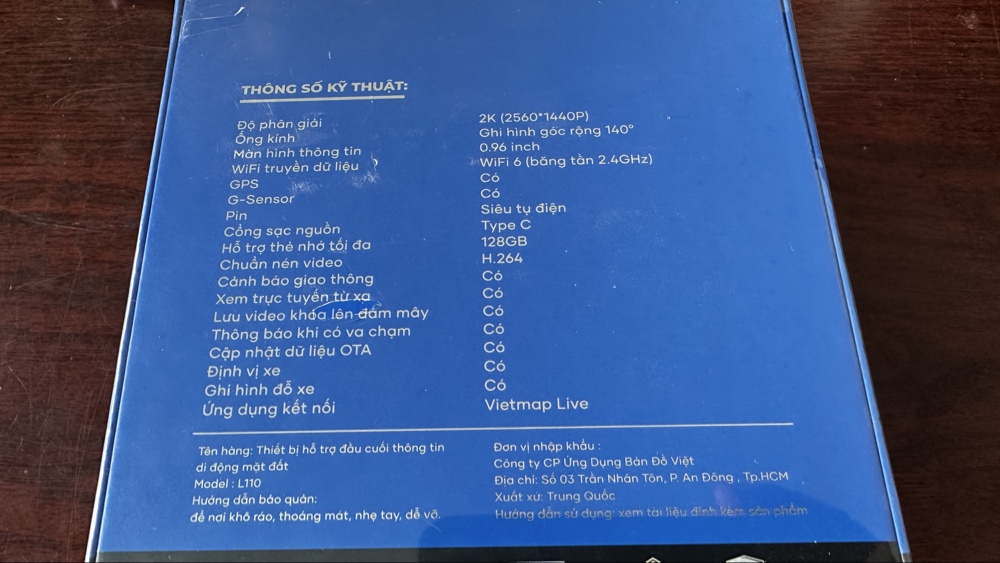 THÔNG SỐ KỸ THUẬT:
Độ phân giải 2K (2560*1440P)
Ống kính Ghi hình góc rộng 140°
Màn hình thông tin 0.96 inch
WiFi truyền dữ liệu WiFi 6 (băng tần 2.4GHz)
GPS Có
G-Sensor Có
Pin Siêu tụ điện
Cổng sạc nguồn Type C
Hỗ trợ thẻ nhớ tối đa 128GB
Chuẩn nén video H.264
Cảnh báo giao thông Có
Xem trực tuyến từ xa Có
Lưu video khóa lên đám mây Có
Thông báo khi có va chạm Có
Cập nhật dữ liệu OTA Có
Định vị xe Có
Ghi hình đỗ xe Có
Ứng dụng kết nối Vietmap Live
Tên hàng: Thiết bị hỗ trợ đầu cuối thông tin
di động mặt đất
Model : L110
Hướng dẫn bảo quản:
để nơi khô ráo, thoáng mát, nhẹ tay, dễ vỡ.
Đơn vị nhập khẩu :
Công ty CP Ứng Dụng Bản Đồ Việt
Địa chỉ: Số 03 Trần Nhân Tôn, P. An Đông , Tp.HCM
Xuất xứ: Trung Quốc
Hướng dẫn sử dụng: xem tài liệu đính kèm sản phẩm